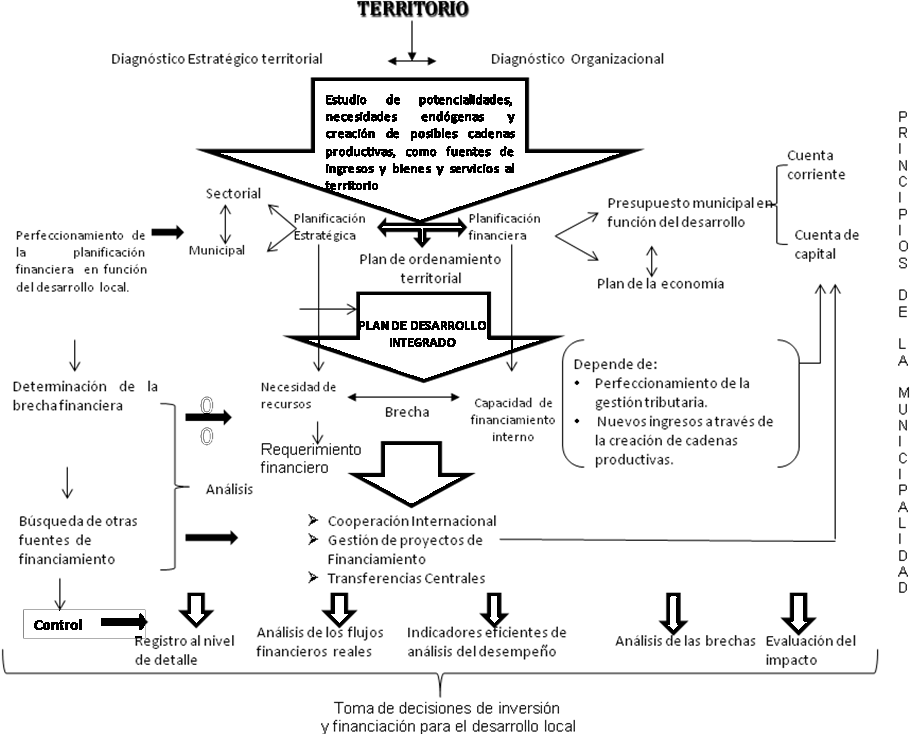 TERRITORIO
Diagnóstico Estratégico territorial
Diagnóstico Organizacional
Estudio de potencialidades,
necesidades endógenas y
creación de posibles cadenas
productivas, como fuentes de
ingresos y bienes y servicios al
territorio
Sectorial
Municipal
Planificación
Estratégica
Planificación
financiera
Plan de ordenamiento
territorial
Presupuesto municipal en
función del desarrollo
Plan de la economía
Cuenta
corriente
Cuenta de
capital
Perfeccionamiento de
la planificación
financiera en función
del desarrollo local.
PLAN DE DESARROLLO
INTEGRADO
Determinación de la
brecha financiera
0
0
Necesidad de
recursos
Brecha
Capacidad de
financiamiento
interno
Depende de:
• Perfeccionamiento de la
gestión tributaria.
• Nuevos ingresos a través de
la creación de cadenas
productivas.
Requerimiento
financiero
Análisis
Búsqueda de otras
fuentes de
financiamiento
➢ Cooperación Internacional
➢ Gestión de proyectos de
Financiamiento
➢ Transferencias Centrales
Control
Registro al nivel
de detalle
Análisis de los flujos
financieros reales
Indicadores eficientes de
análisis del desempeño
Análisis de las brechas
Evaluación del
impacto
Toma de decisiones de inversión
y financiación para el desarrollo local
PRINCIPIOS DE LA MUNICIPALIDAD